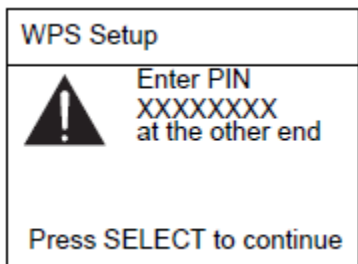 WPS Setup
Enter PIN
XXXXXXXX
at the other end
Press SELECT to continue